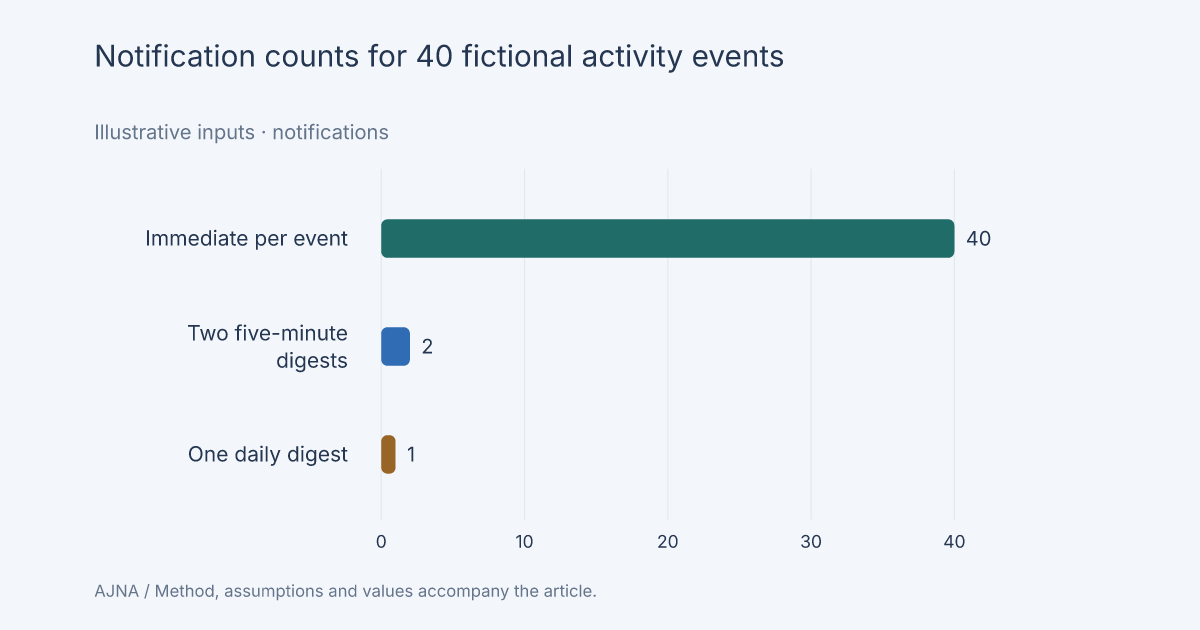 Notification counts for 40 fictional activity events
Illustrative inputs · notifications
Immediate per event
40
Two five-minute
digests
2
One daily digest
1
0
10
20
30
40
AJNA / Method, assumptions and values accompany the article.